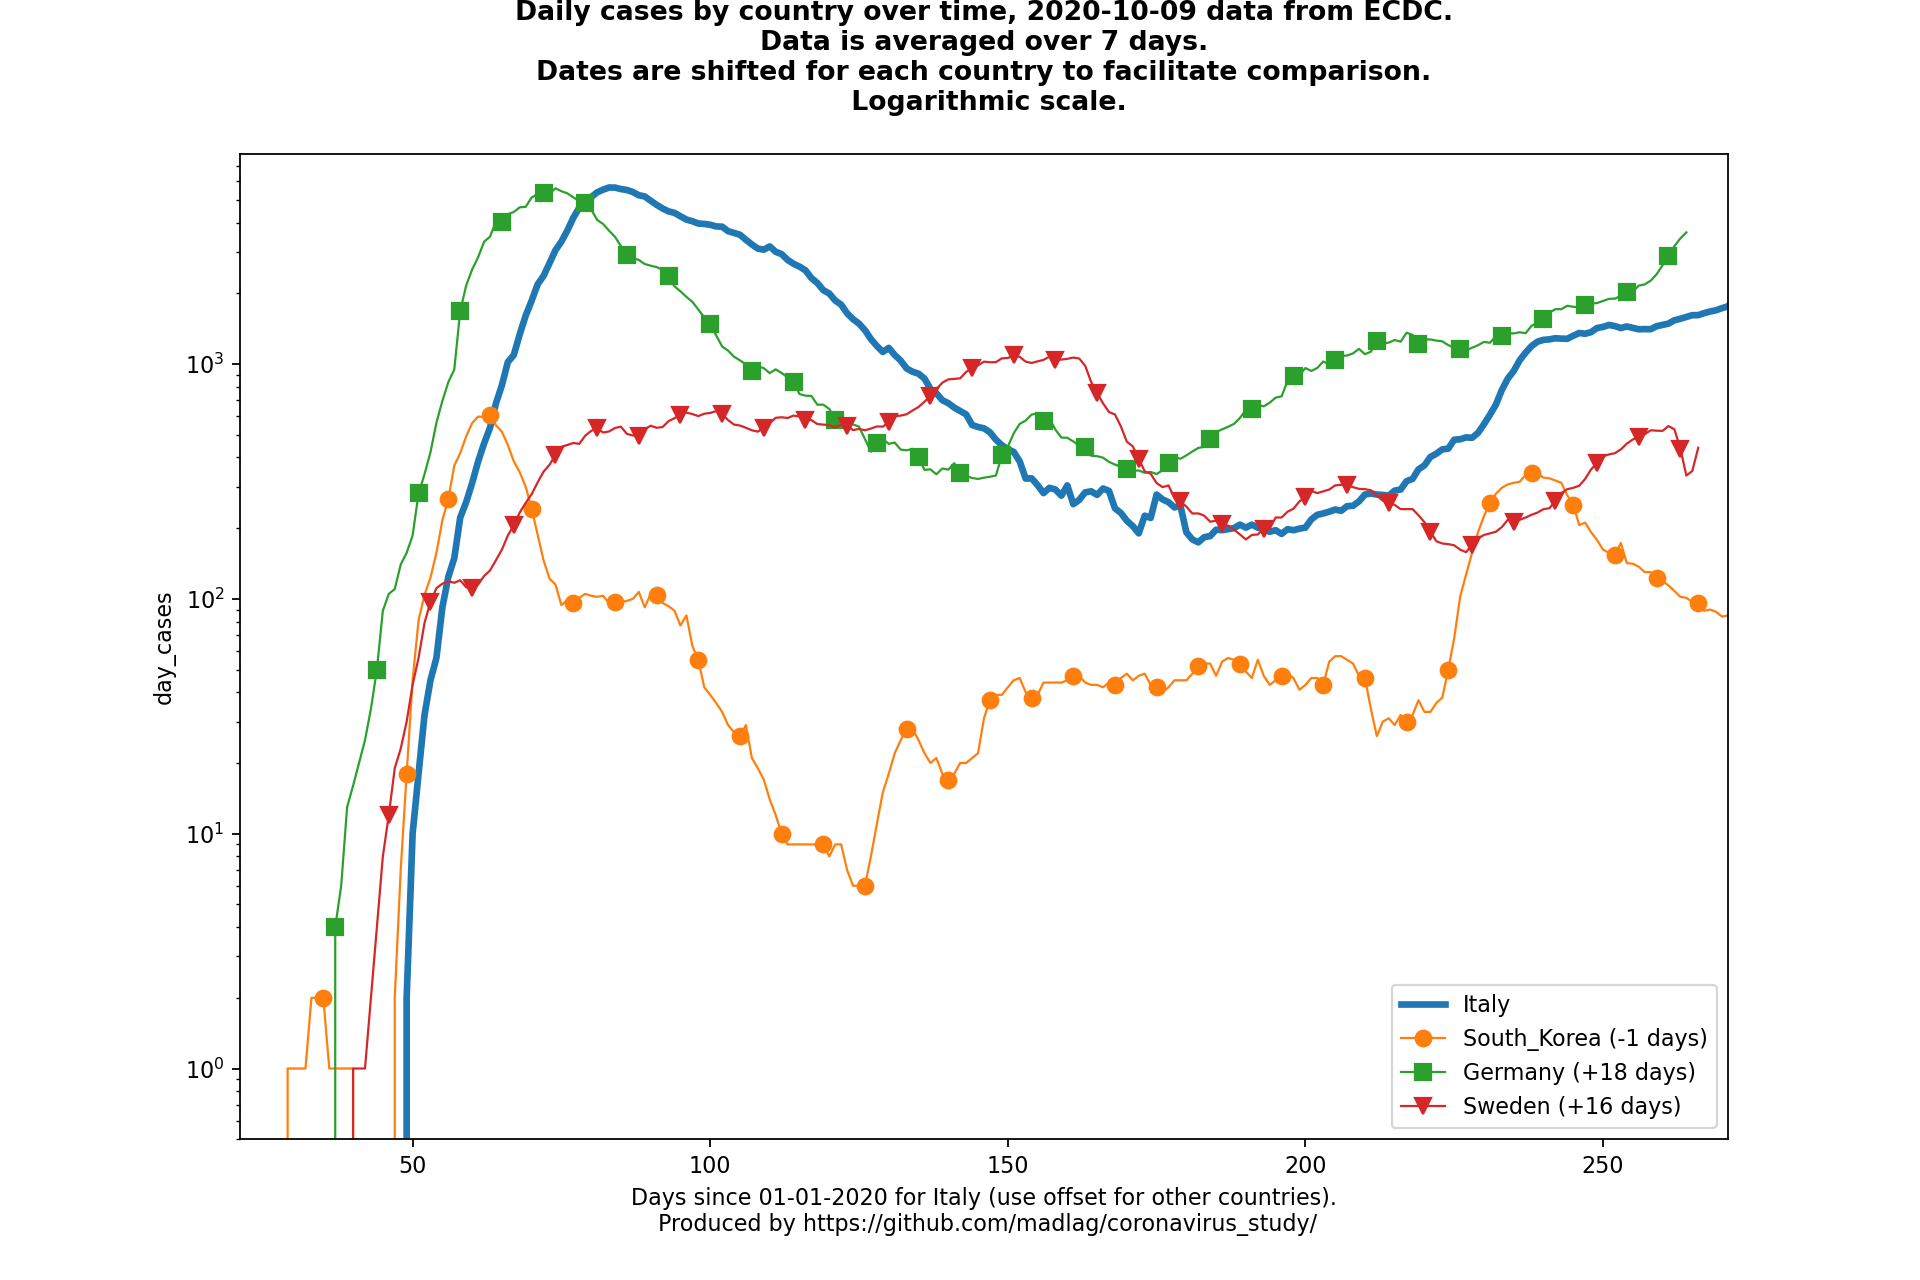 Daily cases by country over time, 2020-10-09 data from ECDC.
Data is averaged over 7 days.
Dates are shifted for each country to facilitate comparison.
Logarithmic scale.
day_cases
10³
10²
10¹
10⁰
50 100 150 200 250
Italy
South_Korea (-1 days)
Germany (+18 days)
Sweden (+16 days)
Days since 01-01-2020 for Italy (use offset for other countries).
Produced by https://github.com/madlag/coronavirus_study/